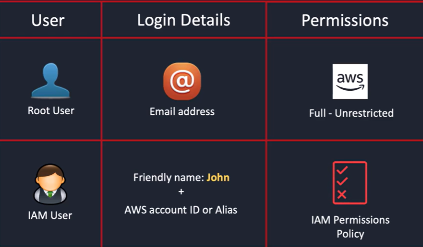 User Login Details Permissions
@
aws
Root User Email address Full - Unrestricted
Friendly name: John
+
AWS account ID or Alias
IAM User
IAM Permissions
Policy